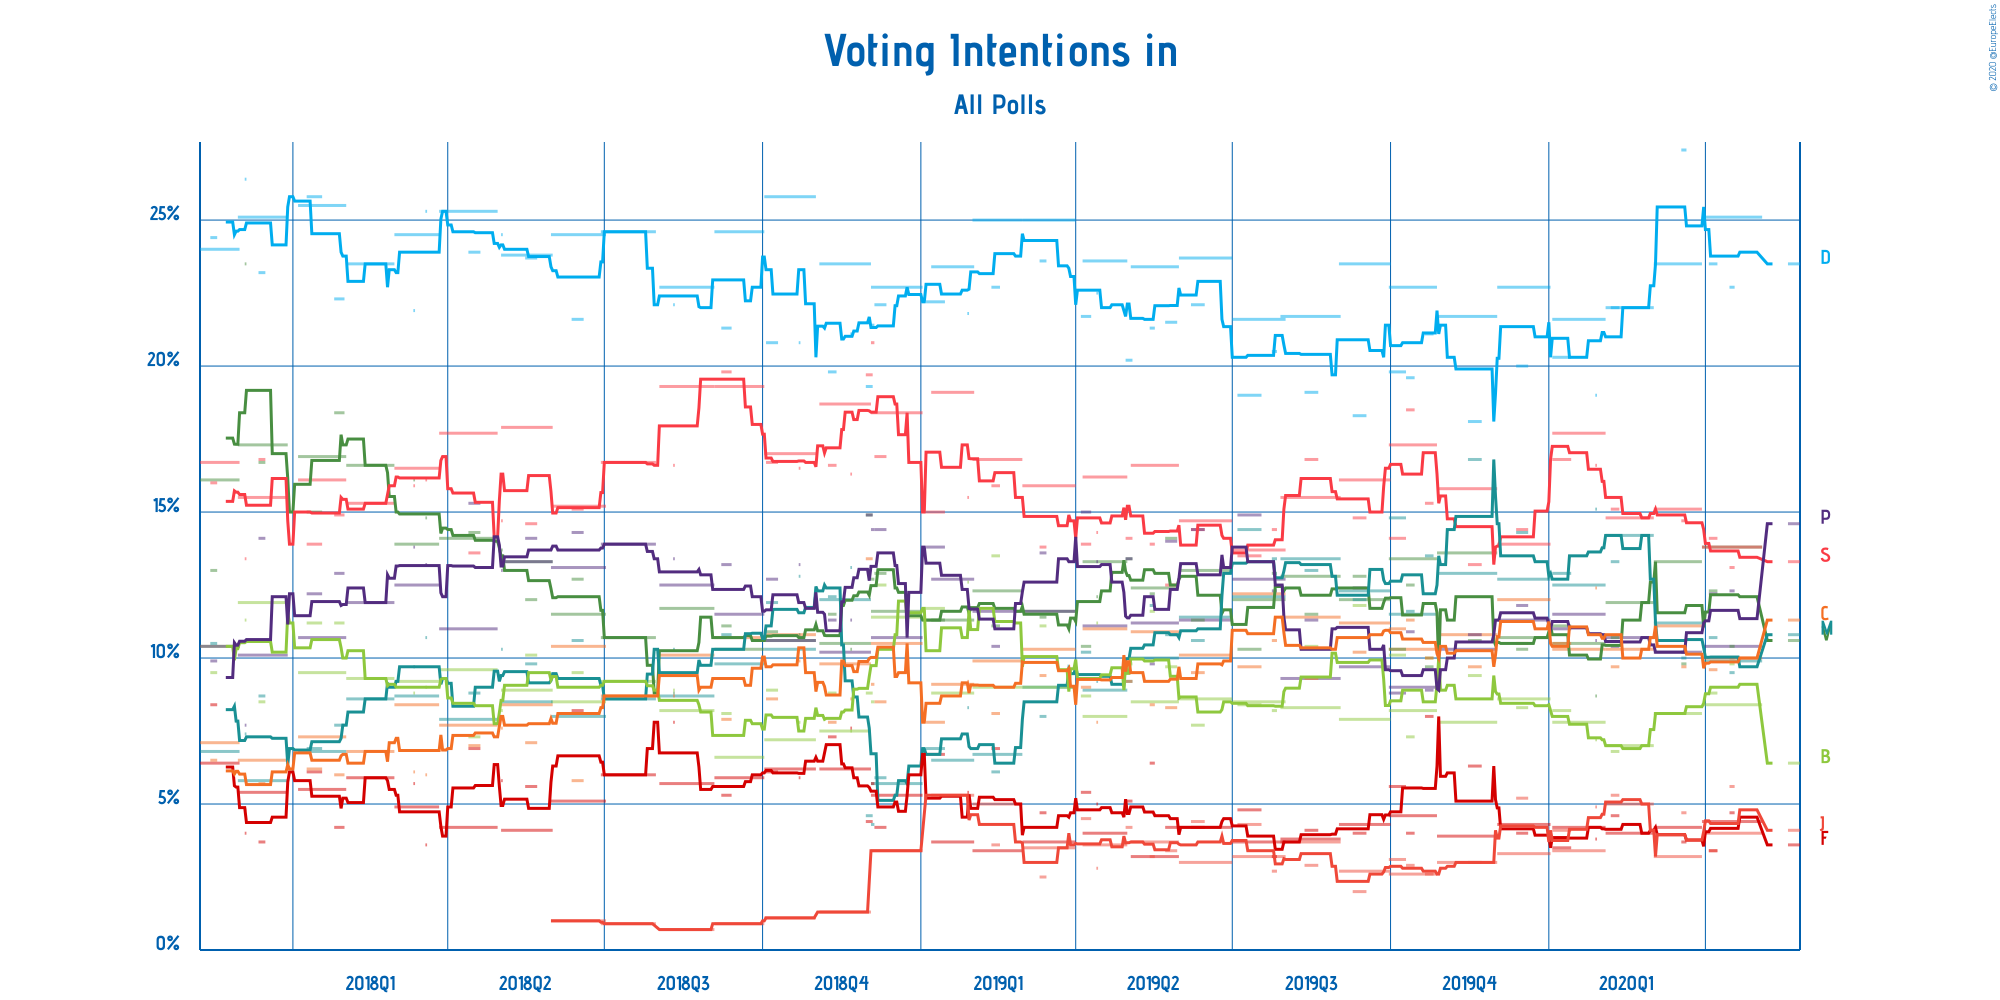 Voting Intentions in
All Polls
© 2020 @EuropeElects
25%
20%
15%
10%
5%
0%
D
P
S
C
M
B
F
2018Q1 2018Q2 2018Q3 2018Q4 2019Q1 2019Q2 2019Q3 2019Q4 2020Q1